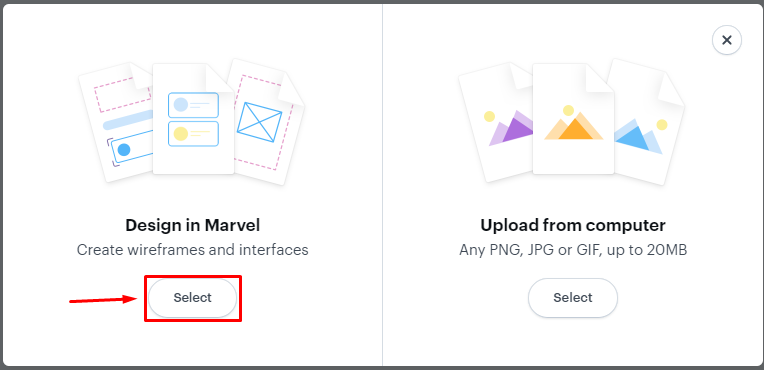 Design in Marvel
Create wireframes and interfaces
Select
Upload from computer
Any PNG, JPG or GIF, up to 20MB
Select